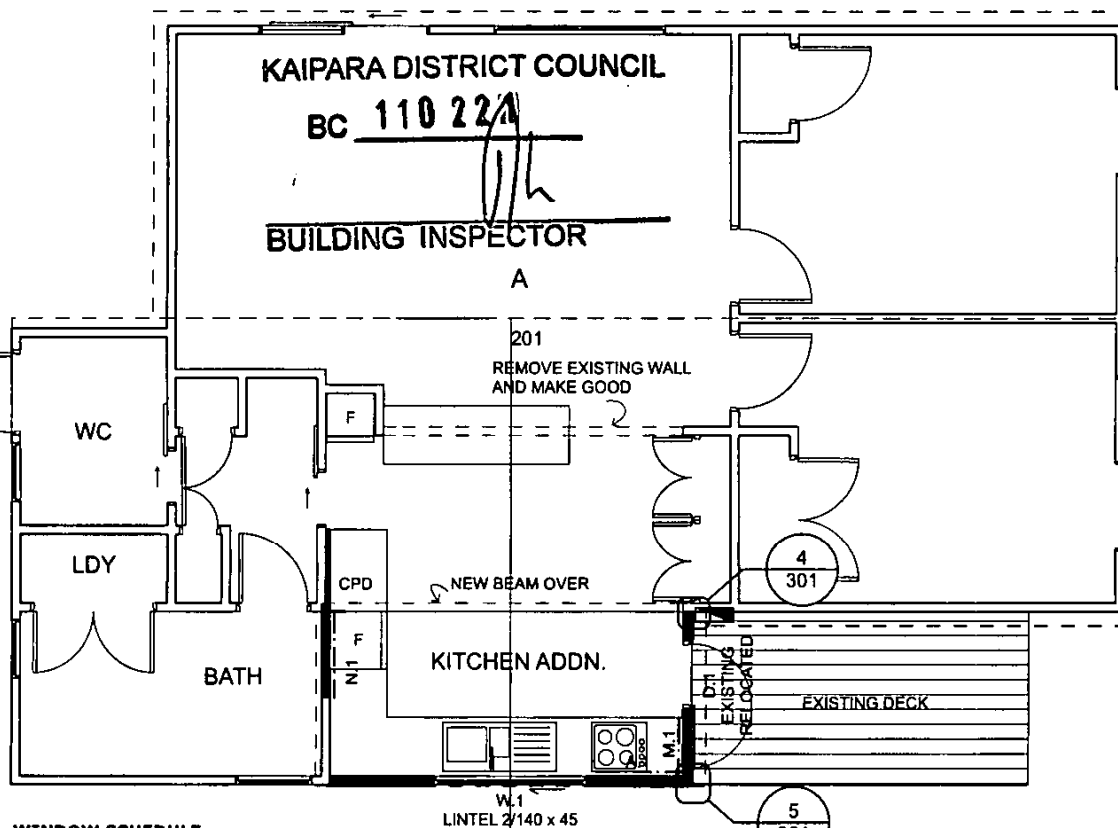 KAIPARA DISTRICT COUNCIL
BC 110 221
BUILDING INSPECTOR
A
201
REMOVE EXISTING WALL
AND MAKE GOOD
F
WC
LDY
CPD
NEW BEAM OVER
4
301
F
N.1
KITCHEN ADDN.
BATH
D.1
EXISTING
RELOCATED
EXISTING DECK
M.1
A
W.1
LINTEL 2/140 x 45
5
WINDOW SCHEDULE